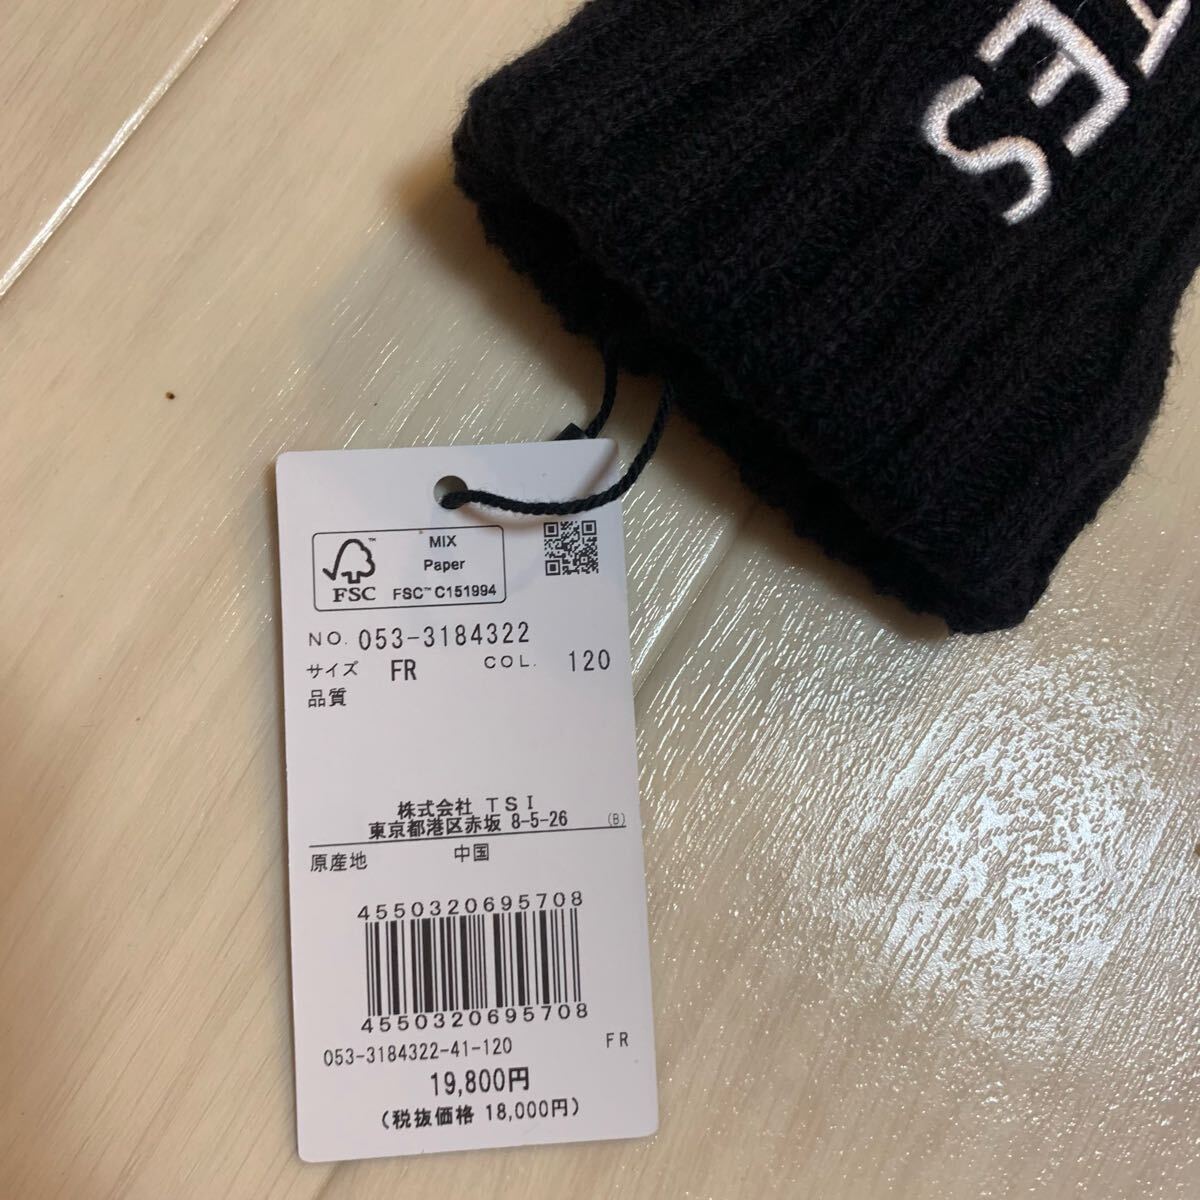 TES
MIX
Paper
FSC™ C151994
FSC
NO. 053-3184322
サイズ FR COL. 120
品質
株式会社 TSI
東京都港区赤坂 8-5-26 (B)
原産地 中国
4550320695708
4550320695708
053-3184322-41-120 FR
19,800円
(税抜価格 18,000円)